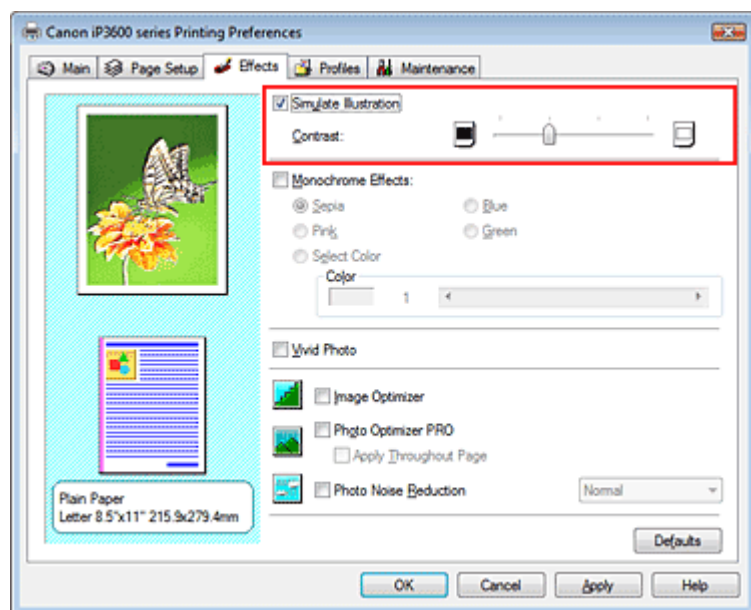 Canon iP3600 series Printing Preferences
Main Page Setup Effects Profiles Maintenance
Simulate Illustration
Contrast:
Monochrome Effects:
Sepia Blue
Pink Green
Select Color
Color
1
Vivid Photo
Image Optimizer
Photo Optimizer PRO
Apply Throughout Page
Photo Noise Reduction Normal
Plain Paper
Letter 8.5"x11" 215.9x279.4mm
Defaults
OK Cancel Apply Help